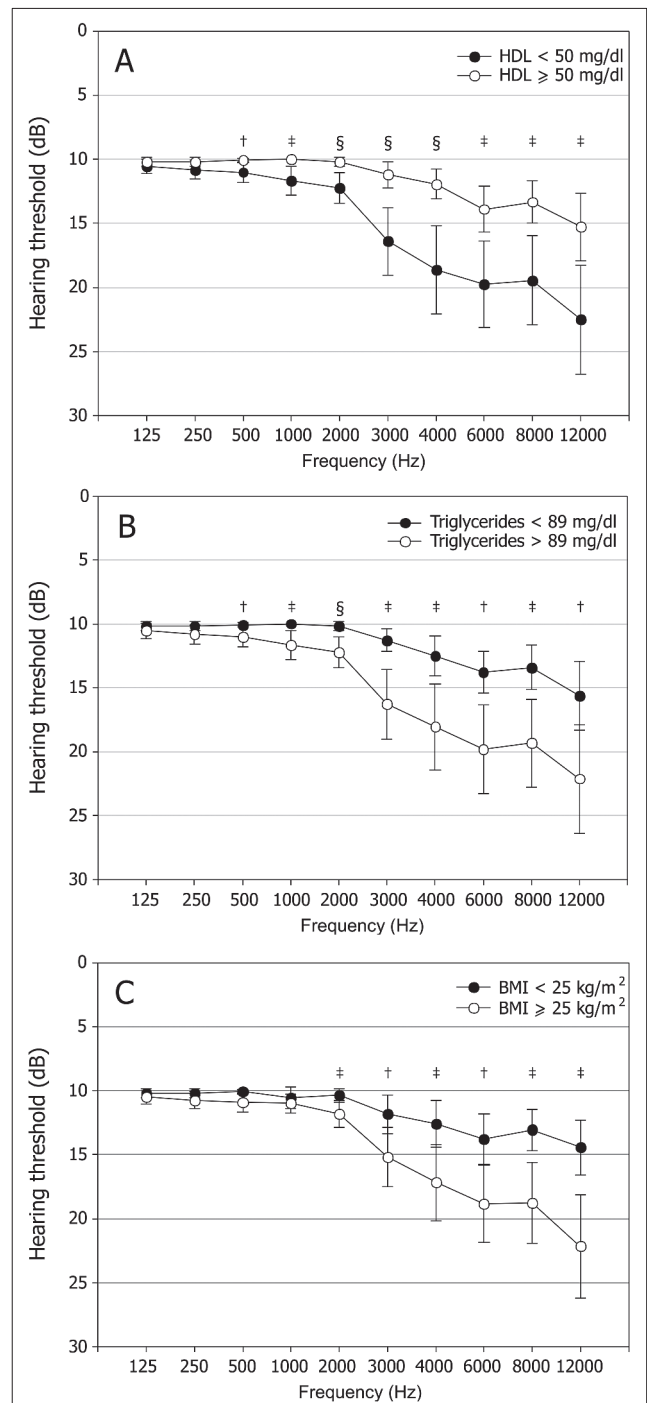 A
HDL < 50 mg/dl
HDL ⩾ 50 mg/dl
Hearing threshold (dB)
0
5
10
15
20
25
30
† ‡ § § § ‡ ‡ ‡
125 250 500 1000 2000 3000 4000 6000 8000 12000
Frequency (Hz)
B
Triglycerides < 89 mg/dl
Triglycerides > 89 mg/dl
Hearing threshold (dB)
0
5
10
15
20
25
30
† ‡ § ‡ ‡ † ‡ †
125 250 500 1000 2000 3000 4000 6000 8000 12000
Frequency (Hz)
C
BMI < 25 kg/m²
BMI ⩾ 25 kg/m²
Hearing threshold (dB)
0
5
10
15
20
25
30
‡ † ‡ † ‡ ‡
125 250 500 1000 2000 3000 4000 6000 8000 12000
Frequency (Hz)